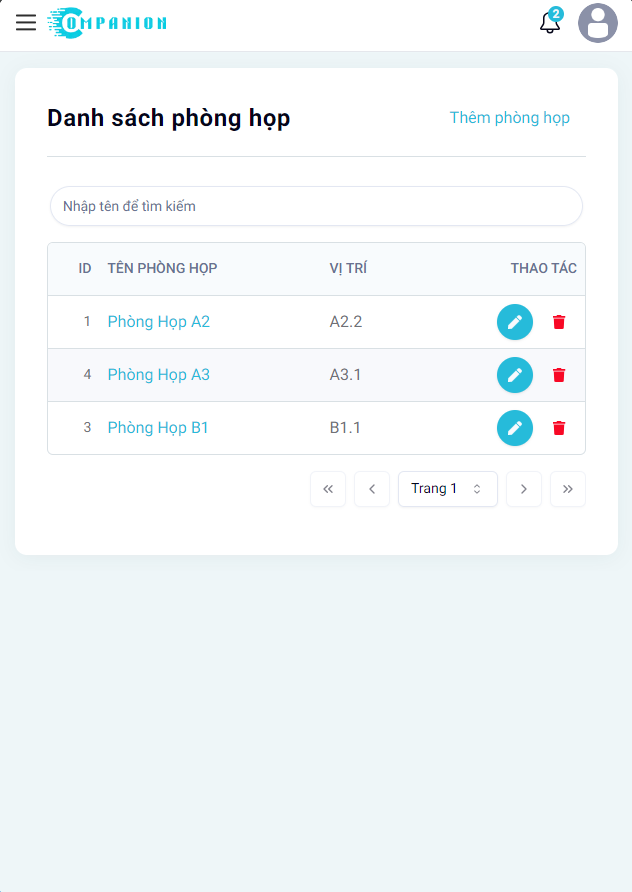 COMPANION
2
Danh sách phòng họp
Thêm phòng họp
Nhập tên để tìm kiếm
ID TÊN PHÒNG HỌP VỊ TRÍ THAO TÁC
1 Phòng Họp A2 A2.2
4 Phòng Họp A3 A3.1
3 Phòng Họp B1 B1.1
Trang 1